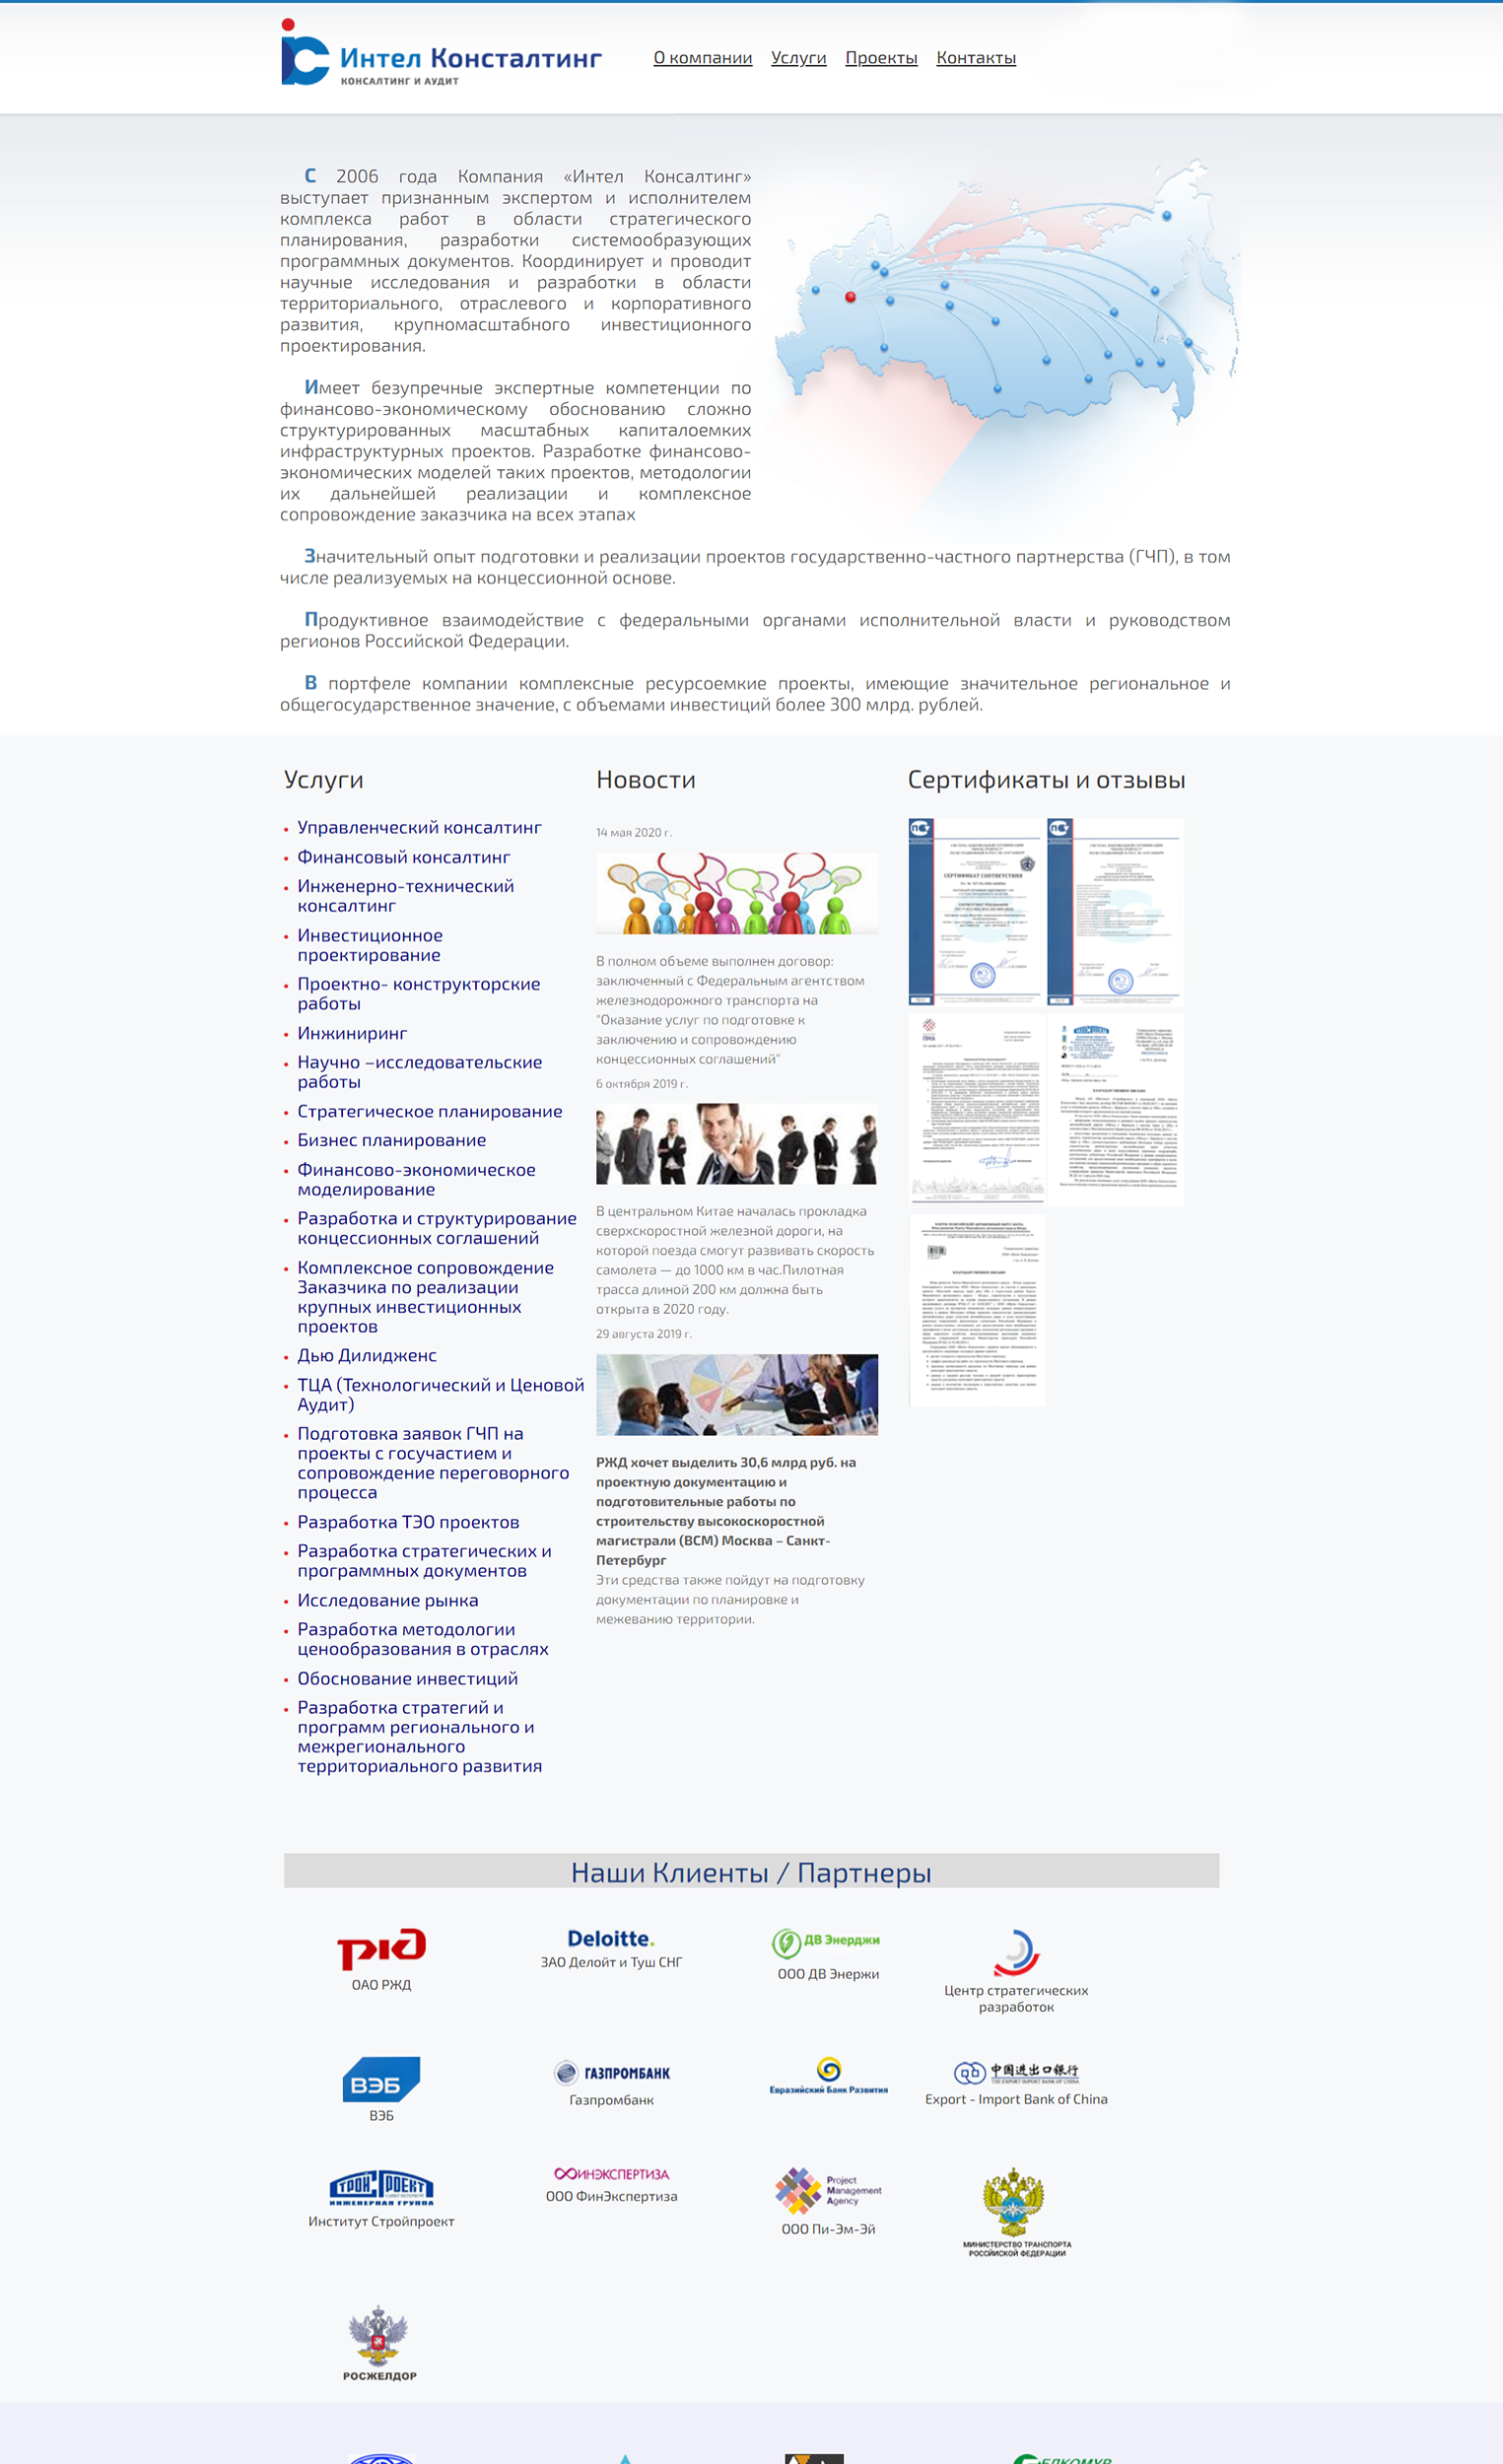 Интел Консталтинг
КОНСАЛТИНГ И АУДИТ
О компании Услуги Проекты Контакты
С 2006 года Компания «Интел Консалтинг»
выступает признанным экспертом и исполнителем
комплекса работ в области стратегического
планирования, разработки системообразующих
программных документов. Координирует и проводит
научные исследования и разработки в области
территориального, отраслевого и корпоративного
развития, крупномасштабного инвестиционного
проектирования.
Имеет безупречные экспертные компетенции по
финансово-экономическому обоснованию сложно
структурированных масштабных капиталоемких
инфраструктурных проектов. Разработке финансово-
экономических моделей таких проектов, методологии
их дальнейшей реализации и комплексное
сопровождение заказчика на всех этапах
Значительный опыт подготовки и реализации проектов государственно-частного партнерства (ГЧП), в том
числе реализуемых на концессионной основе.
Продуктивное взаимодействие с федеральными органами исполнительной власти и руководством
регионов Российской Федерации.
В портфеле компании комплексные ресурсоемкие проекты, имеющие значительное региональное и
общегосударственное значение, с объемами инвестиций более 300 млрд. рублей.
Услуги
Управленческий консалтинг
Финансовый консалтинг
Инженерно-технический
консалтинг
Инвестиционное
проектирование
Проектно- конструкторские
работы
Инжиниринг
Научно –исследовательские
работы
Стратегическое планирование
Бизнес планирование
Финансово-экономическое
моделирование
Разработка и структурирование
концессионных соглашений
Комплексное сопровождение
Заказчика по реализации
крупных инвестиционных
проектов
Дью Дилидженс
ТЦА (Технологический и Ценовой
Аудит)
Подготовка заявок ГЧП на
проекты с госучастием и
сопровождение переговорного
процесса
Разработка ТЭО проектов
Разработка стратегических и
программных документов
Исследование рынка
Разработка методологии
ценообразования в отраслях
Обоснование инвестиций
Разработка стратегий и
программ регионального и
межрегионального
территориального развития
Новости
14 мая 2020 г.
В полном объеме выполнен договор:
заключенный с Федеральным агентством
железнодорожного транспорта на
"Оказание услуг по подготовке к
заключению и сопровождению
концессионных соглашений"
6 октября 2019 г.
В центральном Китае началась прокладка
сверхскоростной железной дороги, на
которой поезда смогут развивать скорость
самолета — до 1000 км в час.Пилотная
трасса длиной 200 км должна быть
открыта в 2020 году.
29 августа 2019 г.
РЖД хочет выделить 30,6 млрд руб. на
проектную документацию и
подготовительные работы по
строительству высокоскоростной
магистрали (ВСМ) Москва – Санкт-
Петербург
Эти средства также пойдут на подготовку
документации по планировке и
межеванию территории.
Сертификаты и отзывы
СЕРТИФИКАТ СООТВЕТСТВИЯ
БЛАГОДАРСТВЕННОЕ ПИСЬМО
БЛАГОДАРСТВЕННОЕ ПИСЬМО
Наши Клиенты / Партнеры
ржд
ОАО РЖД
Deloitte.
ЗАО Делойт и Туш СНГ
ДВ Энерджи
ООО ДВ Энержи
Центр стратегических
разработок
ВЭБ
ВЭБ
ГАЗПРОМБАНК
Газпромбанк
Евразийский Банк Развития
中国进出口银行
THE EXPORT-IMPORT BANK OF CHINA
Export - Import Bank of China
ИНЖЕНЕРНАЯ ГРУППА
Институт Стройпроект
ФИНЭКСПЕРТИЗА
ООО ФинЭкспертиза
Project
Management
Agency
ООО Пи-Эм-Эй
МИНИСТЕРСТВО ТРАНСПОРТА
РОССЙИСКОЙ ФЕДЕРАЦИИ
РОСЖЕЛДОР